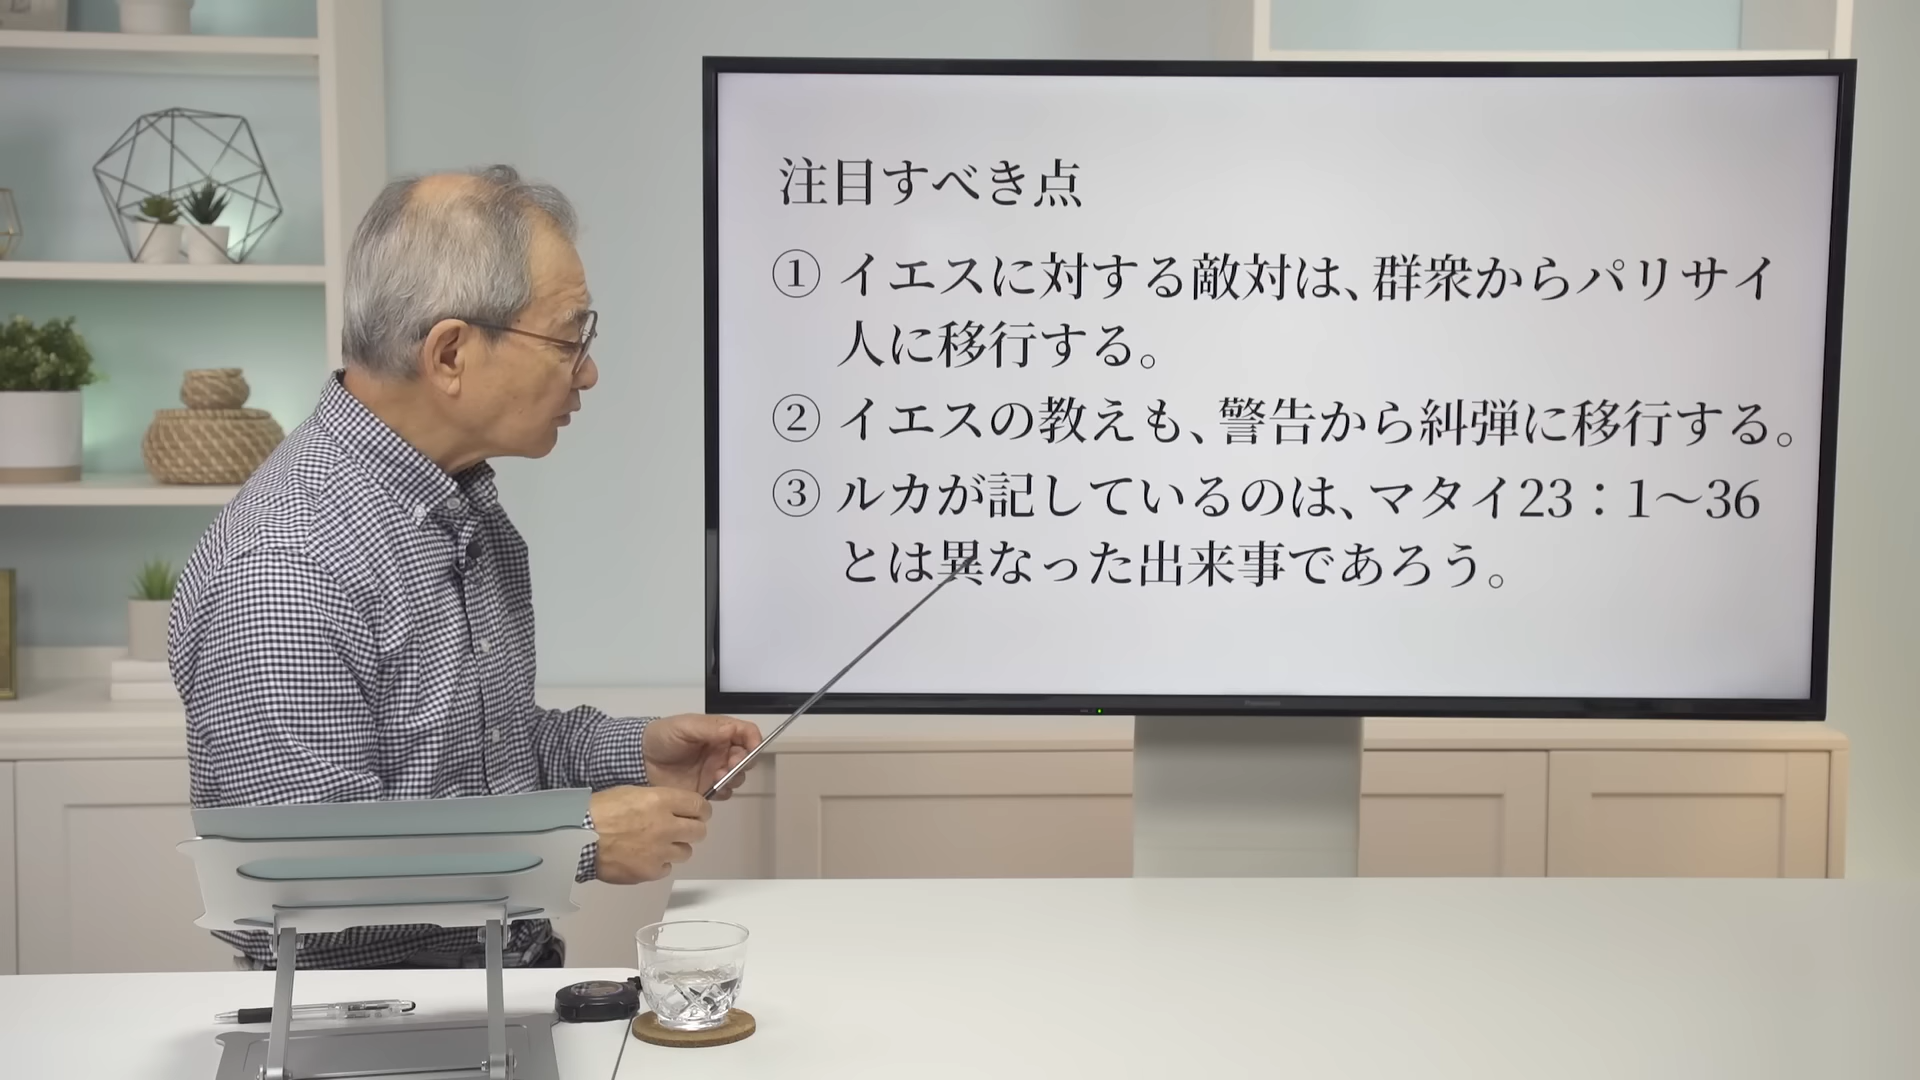 注目すべき点
① イエスに対する敵対は、群衆からパリサイ
人に移行する。
② イエスの教えも、警告から糾弾に移行する。
③ ルカが記しているのは、マタイ23：1〜36
とは異なった出来事であろう。
Panasonic